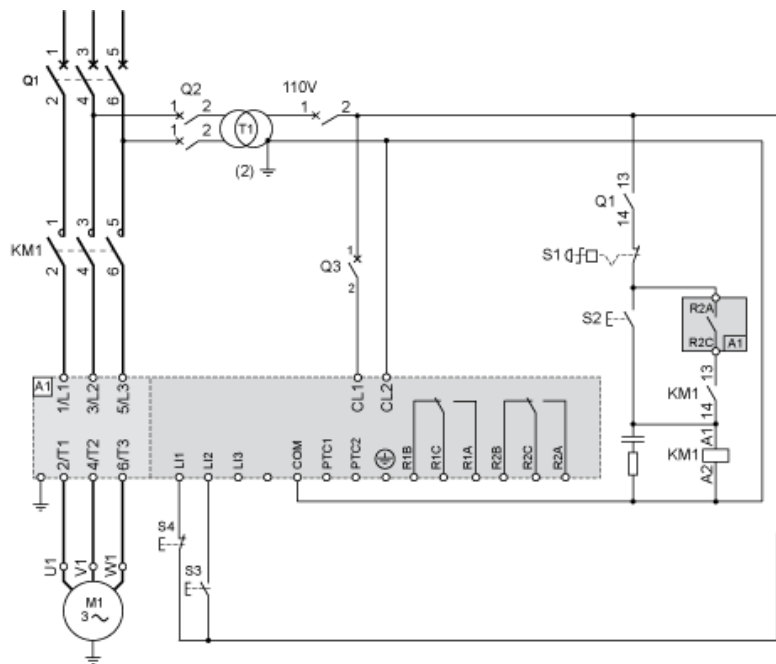 1 3 5
Q1
2 4 6
Q2
1 2
1 2
T1
(2)
110V
1 2
13
Q1
14
S1
1 3 5
KM1
2 4 6
1
Q3
2
S2
R2A
R2C A1
13
KM1
14
A1
KM1
A2
A1
1/L1 3/L2 5/L3
CL1 CL2
2/T1 4/T2 6/T3
LI1 LI2 LI3 COM PTC1 PTC2 R1B R1C R1A R2B R2C R2A
S4
S3
U1 V1 W1
M1
3 ~